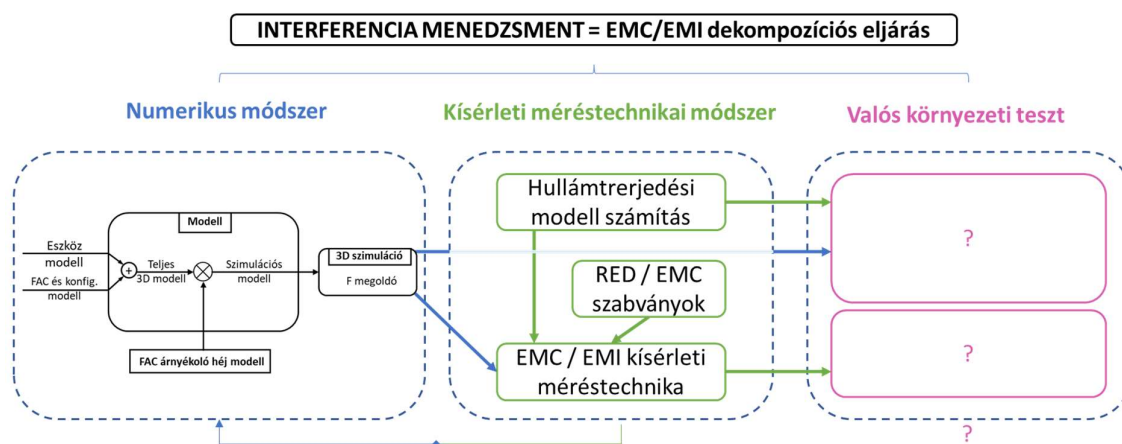 INTERFERENCIA MENEDZSMENT = EMC/EMI dekompozíciós eljárás
Numerikus módszer
Kísérleti méréstechnikai módszer
Valós környezeti teszt
Modell
Eszköz
modell
FAC és konfig.
modell
+
Teljes
3D modell
Szimulációs
modell
FAC árnyékoló héj modell
3D szimuláció
F megoldó
Hullámtrerjedési
modell számítás
RED / EMC
szabványok
EMC / EMI kísérleti
méréstechnika
?
?
?